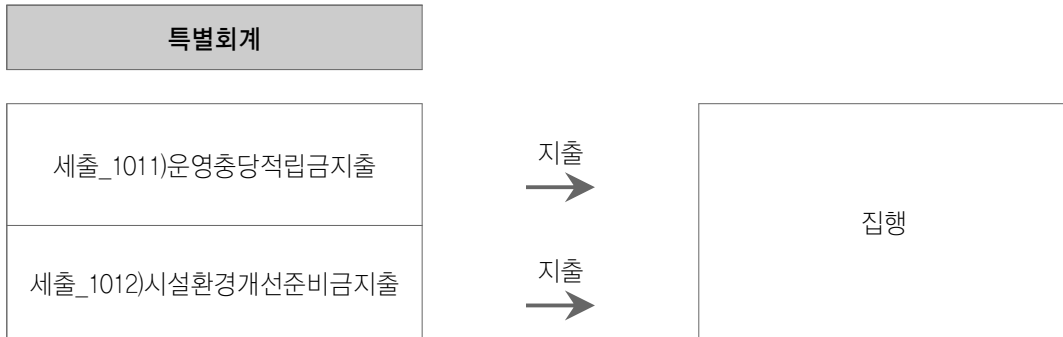 특별회계
세출_1011)운영충당적립금지출
지출
집행
세출_1012)시설환경개선준비금지출
지출